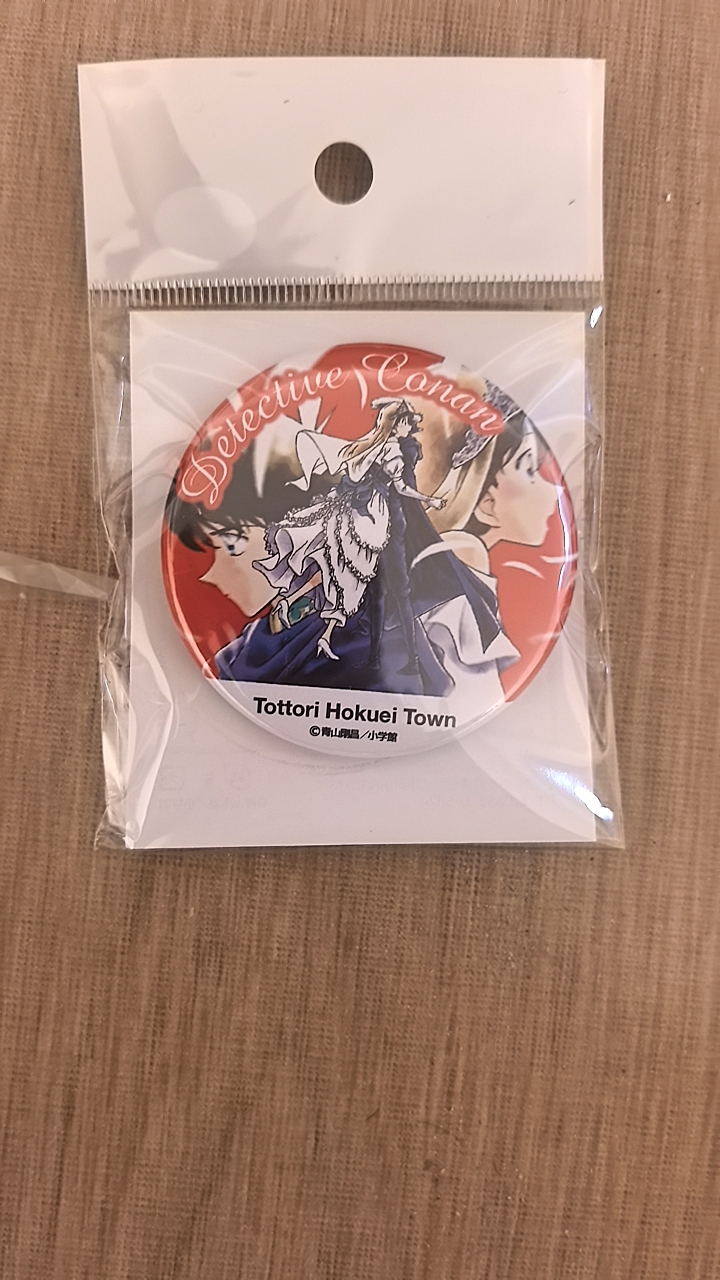 Detective Conan
Tottori Hokuei Town
©青山剛昌／小学館